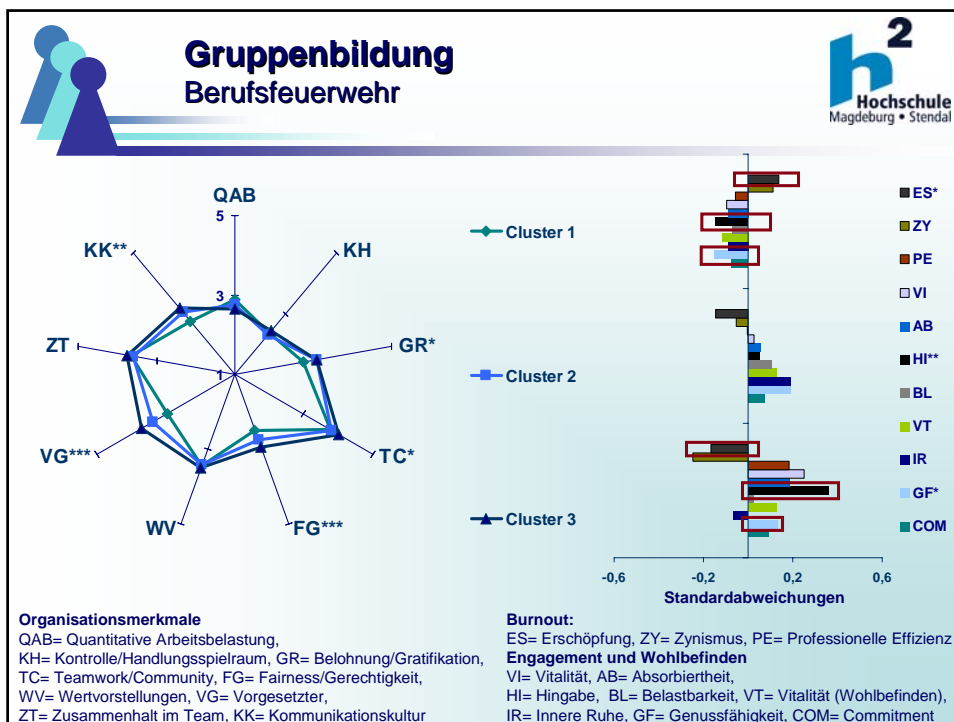 Gruppenbildung
Berufsfeuerwehr
h2
Hochschule
Magdeburg • Stendal
QAB
5
KK**
KH
3
ZT
GR*
1
VG***
TC*
WV
FG***
Cluster 1
Cluster 2
Cluster 3
ES*
ZY
PE
VI
AB
HI**
BL
VT
IR
GF*
COM
-0,6
-0,2
0,2
0,6
Standardabweichungen
Organisationsmerkmale
QAB= Quantitative Arbeitsbelastung,
KH= Kontrolle/Handlungsspielraum, GR= Belohnung/Gratifikation,
TC= Teamwork/Community, FG= Fairness/Gerechtigkeit,
WV= Wertvorstellungen, VG= Vorgesetzter,
ZT= Zusammenhalt im Team, KK= Kommunikationskultur
Burnout:
ES= Erschöpfung, ZY= Zynismus, PE= Professionelle Effizienz
Engagement und Wohlbefinden
VI= Vitalität, AB= Absorbiertheit,
HI= Hingabe, BL= Belastbarkeit, VT= Vitalität (Wohlbefinden),
IR= Innere Ruhe, GF= Genussfähigkeit, COM= Commitment